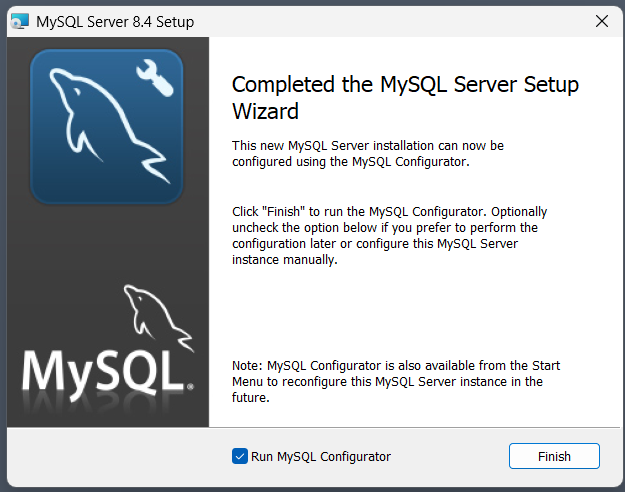 MySQL Server 8.4 Setup
Completed the MySQL Server Setup
Wizard
This new MySQL Server installation can now be
configured using the MySQL Configurator.
Click "Finish" to run the MySQL Configurator. Optionally
uncheck the option below if you prefer to perform the
configuration later or configure this MySQL Server
instance manually.
MySQL®
Note: MySQL Configurator is also available from the Start
Menu to reconfigure this MySQL Server instance in the
future.
Run MySQL Configurator
Finish